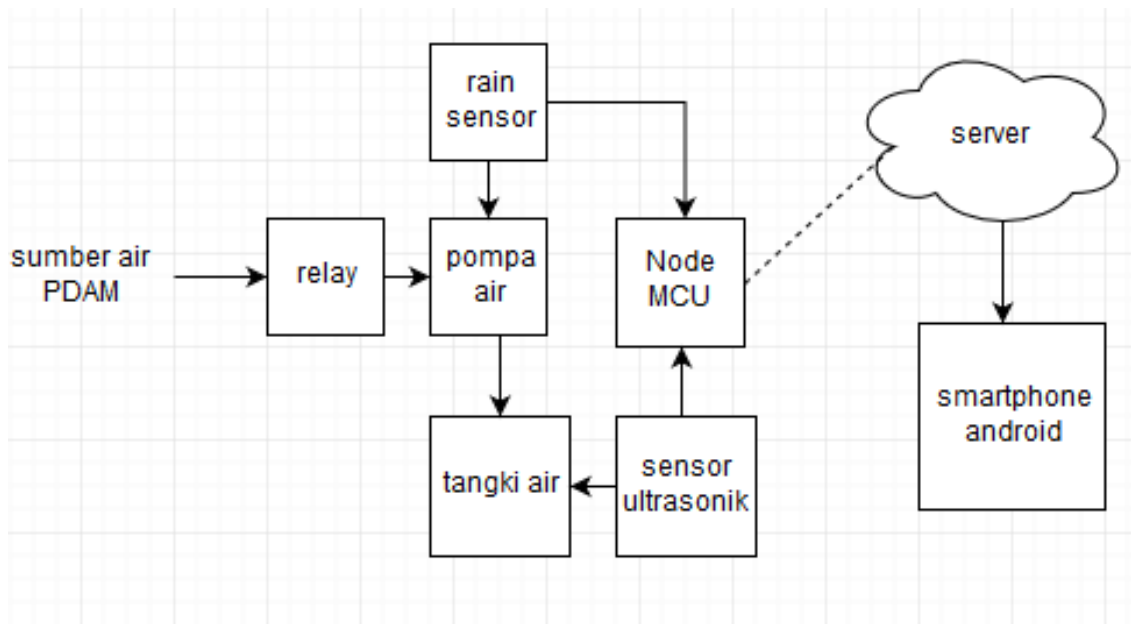 rain
sensor
server
sumber air
PDAM
relay
pompa
air
Node
MCU
smartphone
android
tangki air
sensor
ultrasonik